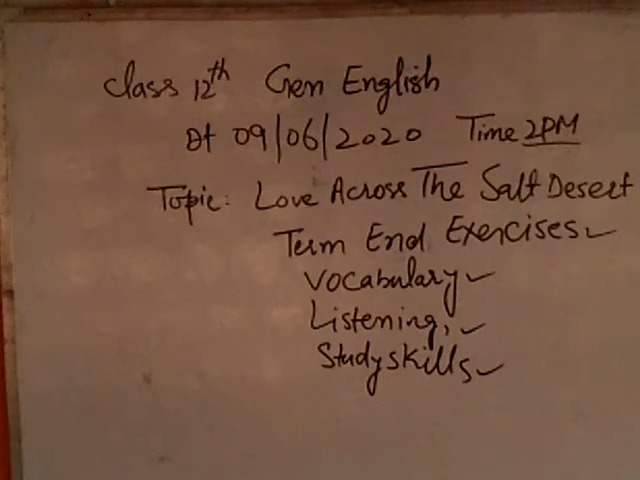 Class 12th Gen English
Dt 09/06/2020 Time 2PM
Topic: Love Across The Salt Desert
Term End Exercises
Vocabulary
Listening,
Studyskills